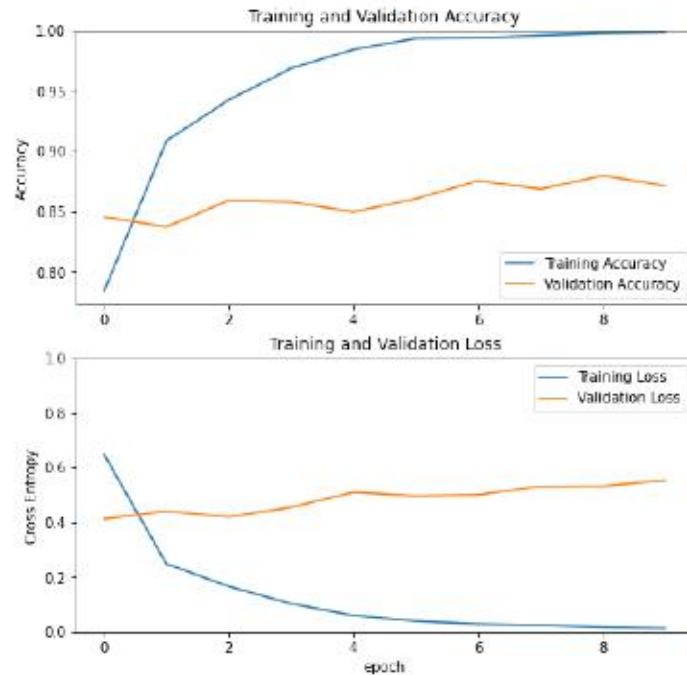 Training and Validation Accuracy
1.00
0.95
0.90
0.85
0.80
Accuracy
Training Accuracy
Validation Accuracy
0 2 4 6 8
Training and Validation Loss
1.0
0.8
0.6
0.4
0.2
0.0
Cross Entropy
Training Loss
Validation Loss
0 2 4 6 8
epoch